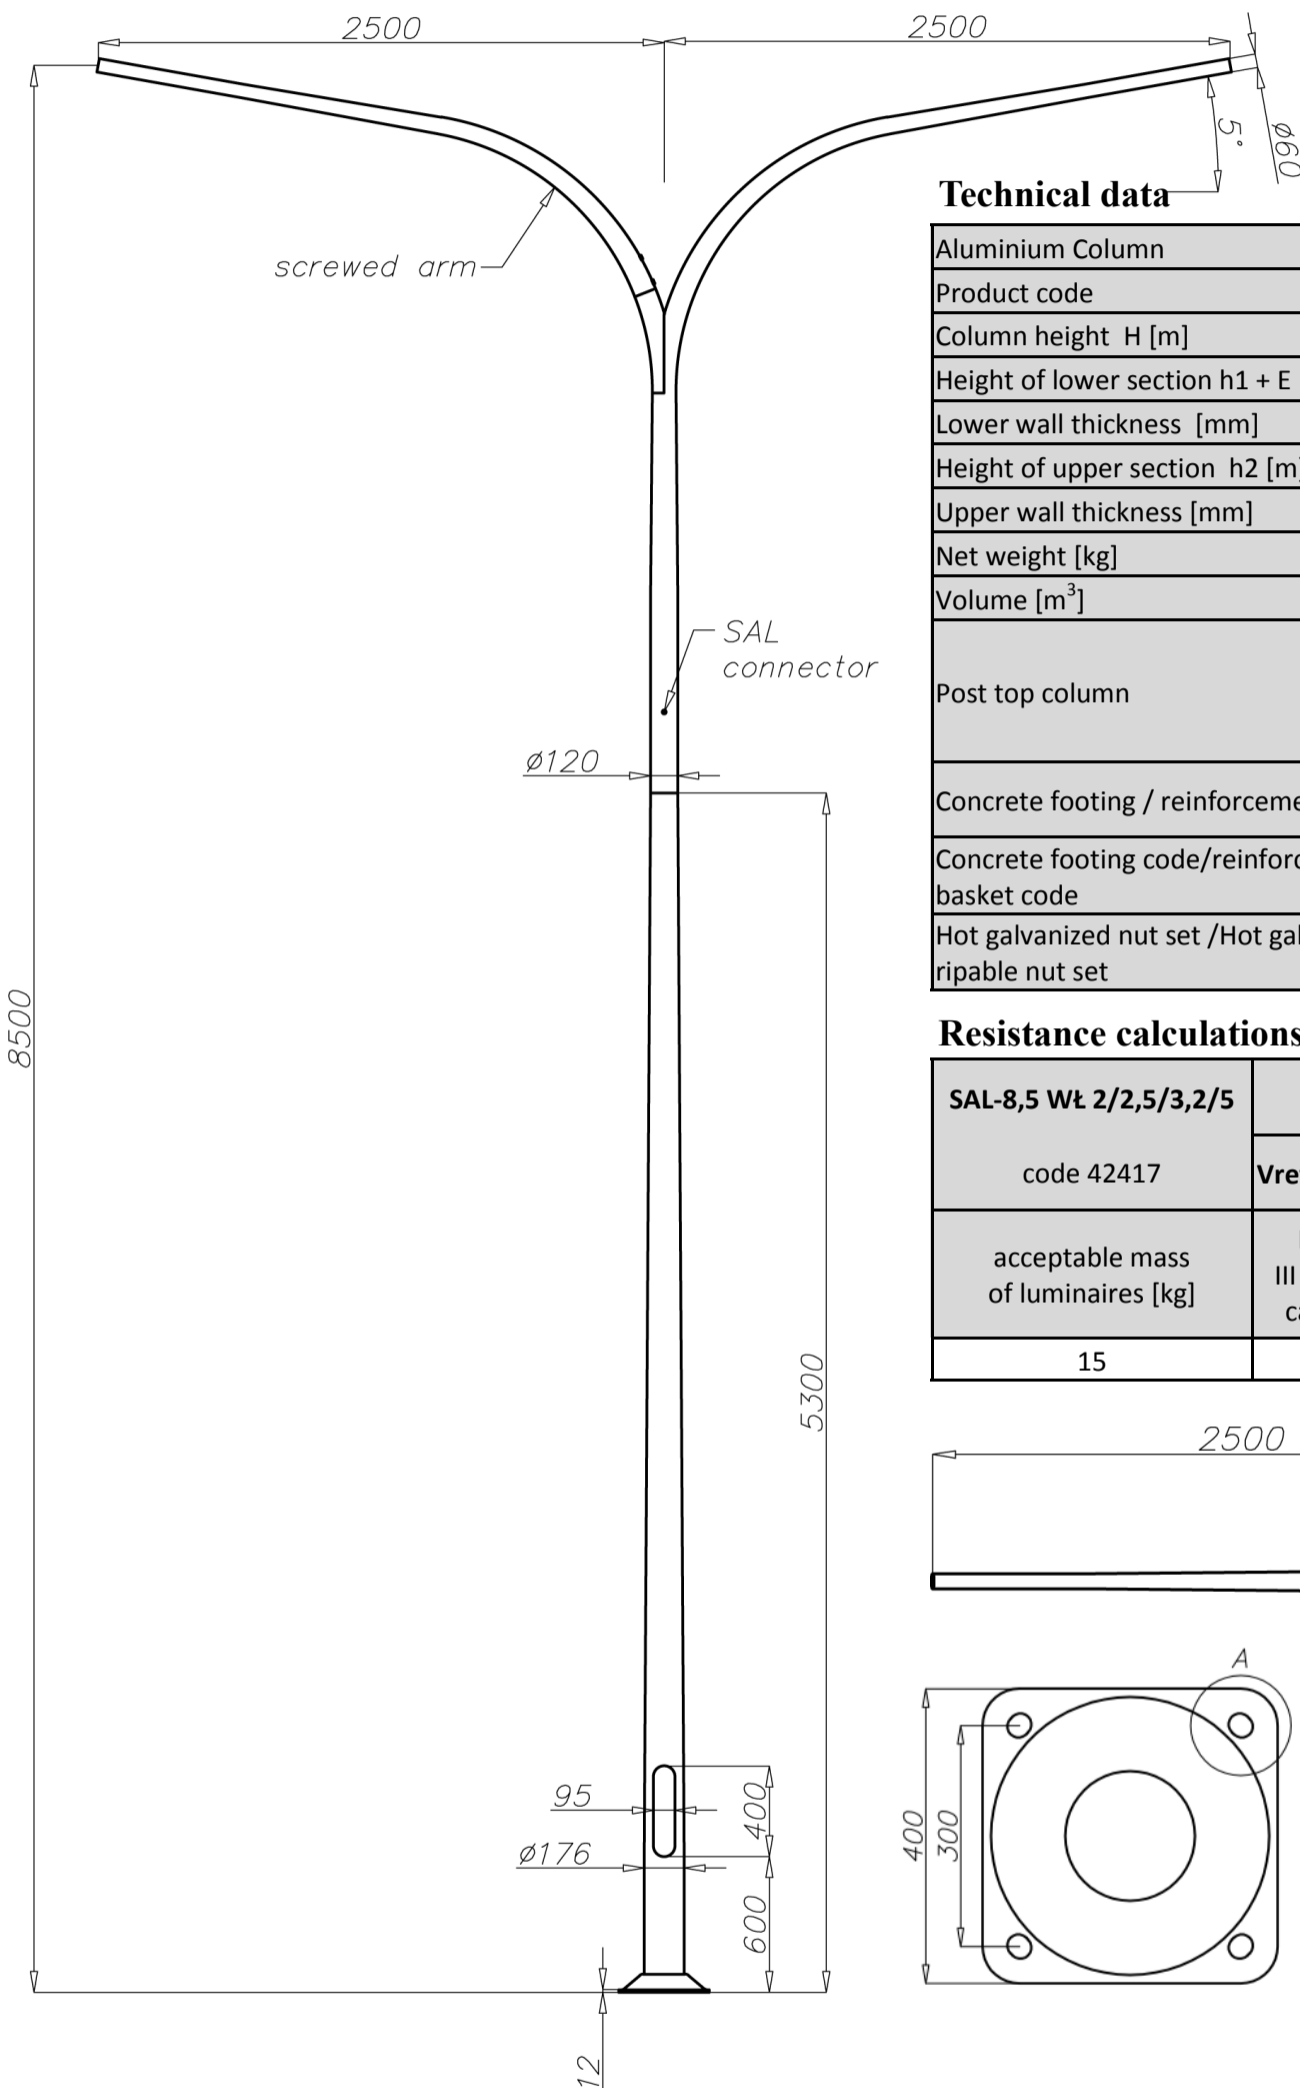 2500
2500
5°
ø60
Technical data
Aluminium Column
Product code
Column height H [m]
Height of lower section h1 + E
Lower wall thickness [mm]
Height of upper section h2 [m]
Upper wall thickness [mm]
Net weight [kg]
Volume [m³]
Post top column
Concrete footing / reinforceme
Concrete footing code/reinforc
basket code
Hot galvanized nut set /Hot gal
ripable nut set
screwed arm
SAL
connector
ø120
8500
5300
Resistance calculations
SAL-8,5 WŁ 2/2,5/3,2/5
code 42417
Vre
acceptable mass
of luminaires [kg]
III
ca
15
2500
A
400
300
95
400
ø176
600
12